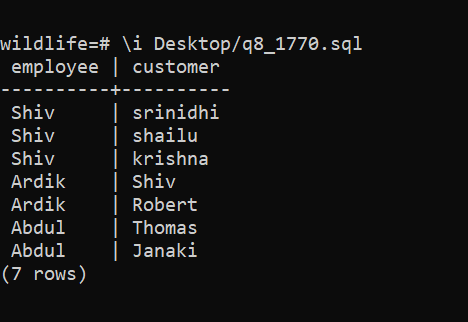 wildlife=# \i Desktop/q8_1770.sql
 employee | customer
----------+----------
 Shiv     | srinidhi
 Shiv     | shailu
 Shiv     | krishna
 Ardik    | Shiv
 Ardik    | Robert
 Abdul    | Thomas
 Abdul    | Janaki
(7 rows)